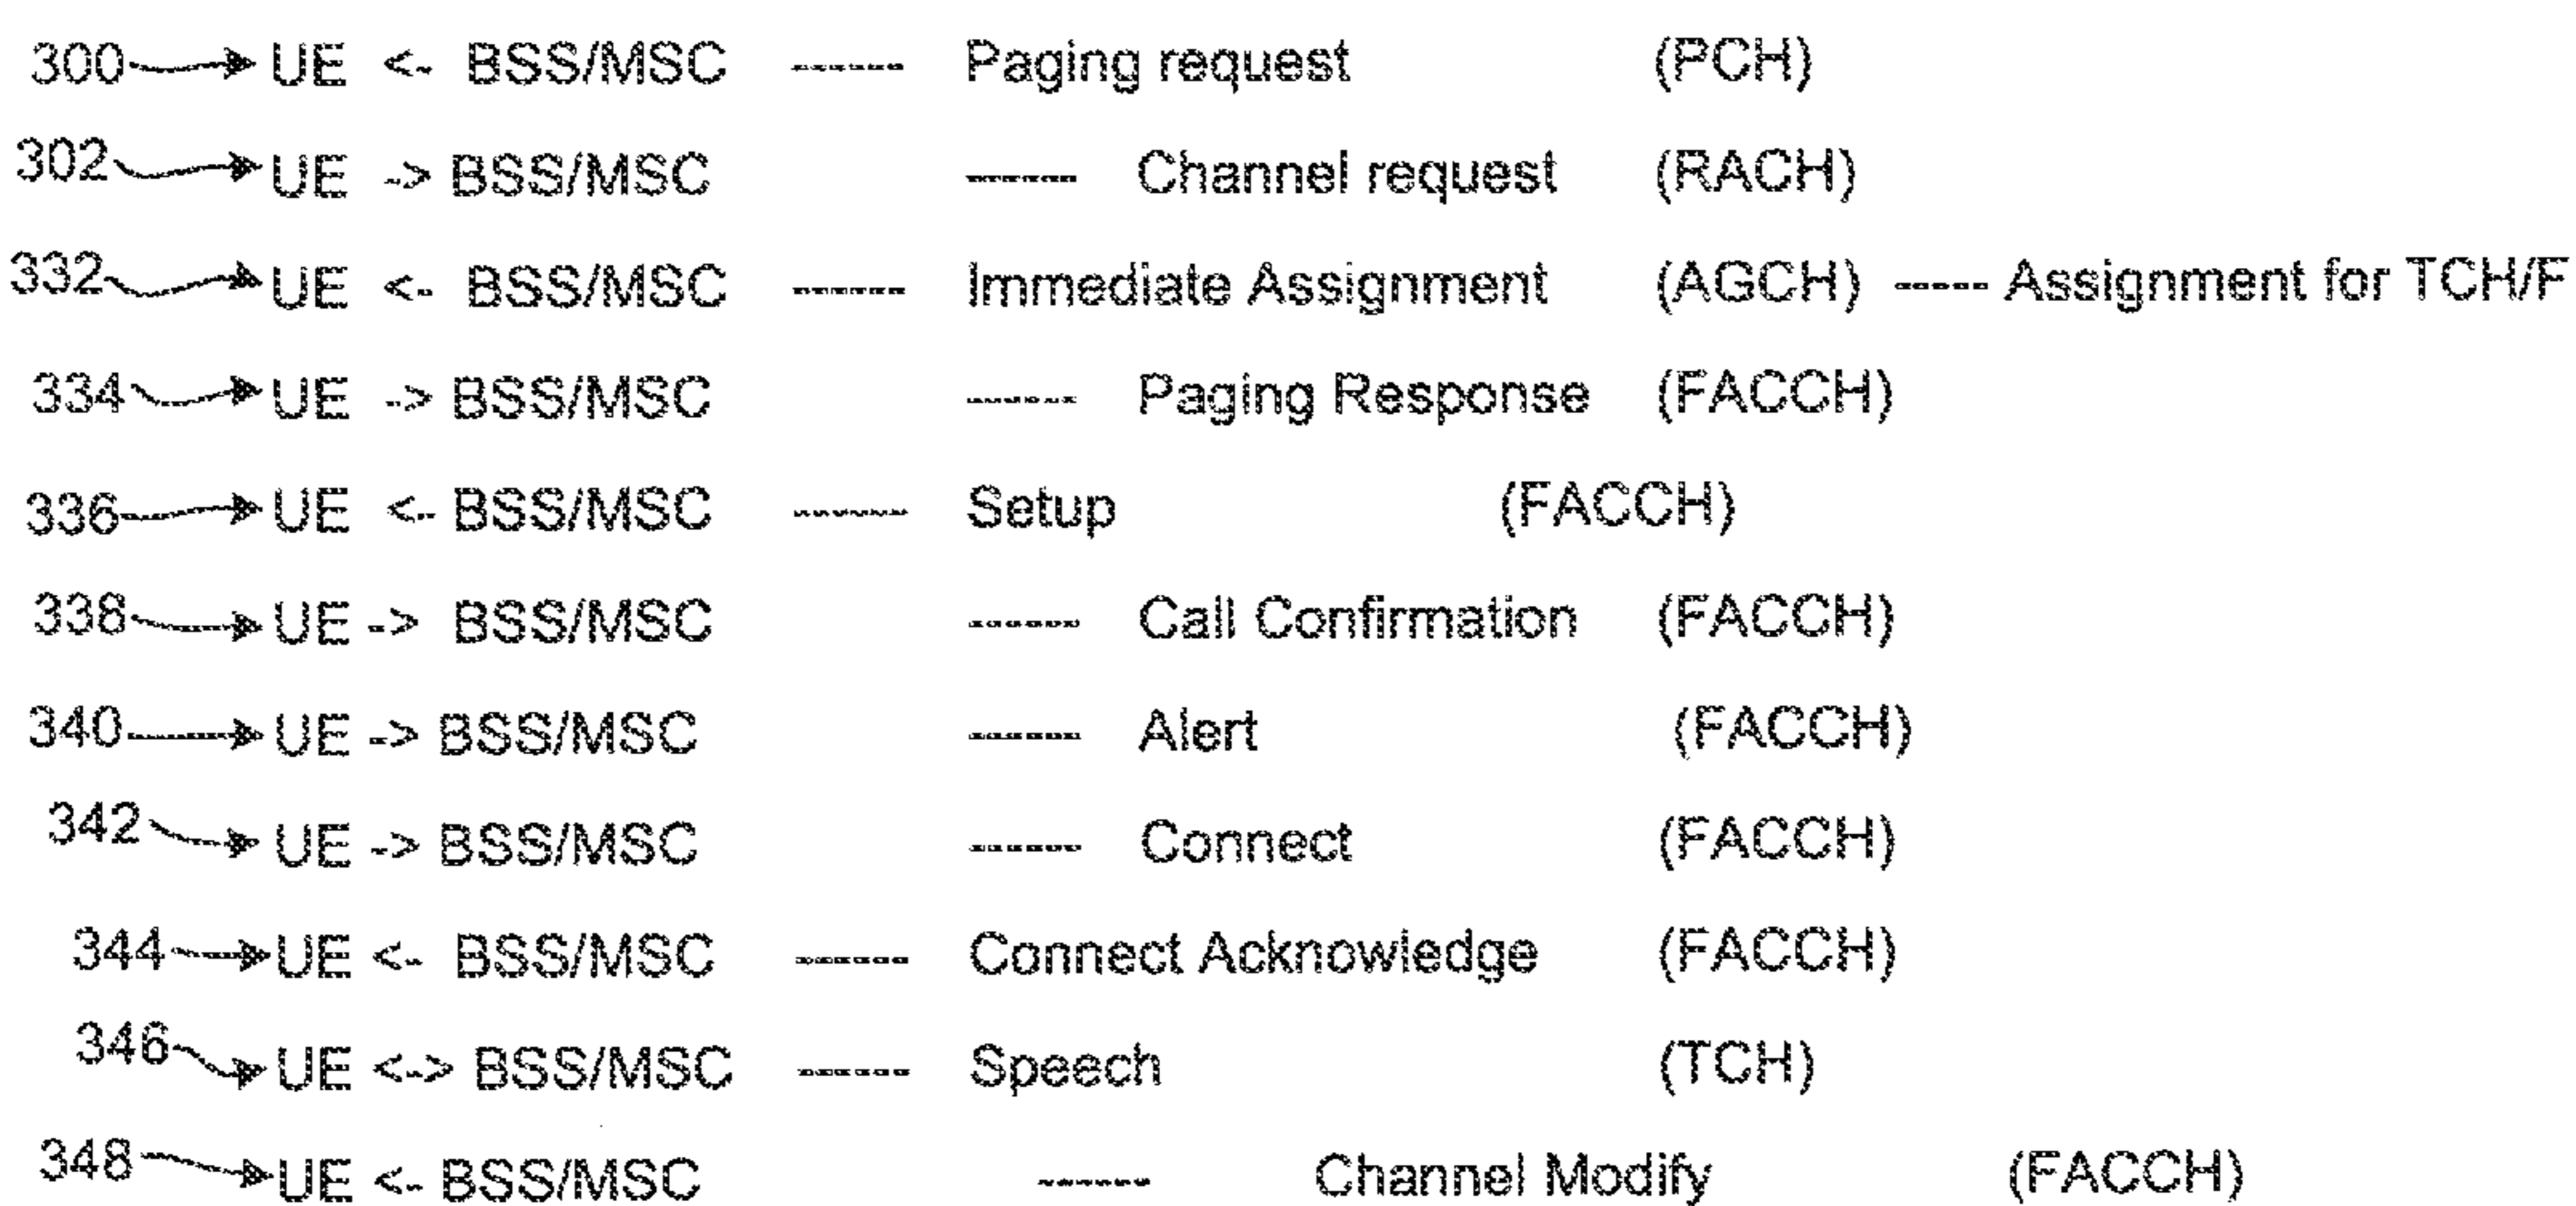 300 UE <- BSS/MSC ------ Paging request (PCH)
302 UE -> BSS/MSC ------ Channel request (RACH)
332 UE <- BSS/MSC ------ Immediate Assignment (AGCH) ----- Assignment for TCH/F
334 UE -> BSS/MSC ------ Paging Response (FACCH)
336 UE <- BSS/MSC ------ Setup (FACCH)
338 UE -> BSS/MSC ------ Call Confirmation (FACCH)
340 UE -> BSS/MSC ------ Alert (FACCH)
342 UE -> BSS/MSC ------ Connect (FACCH)
344 UE <- BSS/MSC ------ Connect Acknowledge (FACCH)
346 UE <-> BSS/MSC ------ Speech (TCH)
348 UE <- BSS/MSC ------ Channel Modify (FACCH)